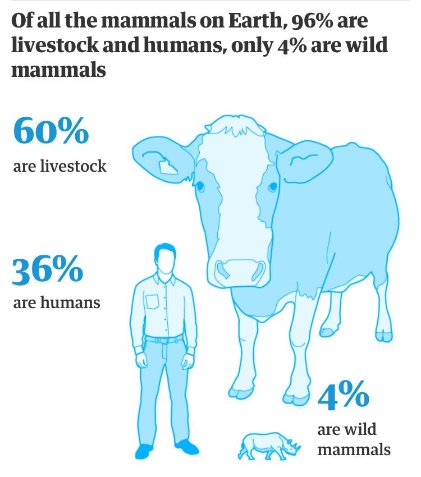 Of all the mammals on Earth, 96% are
livestock and humans, only 4% are wild
mammals
60%
are livestock
36%
are humans
4%
are wild
mammals